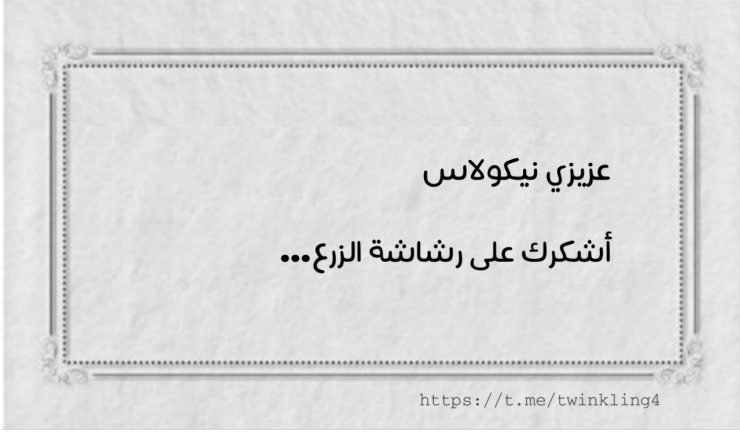 عزيزي نيكولاس
أشكرك على رشاشة الزرع...
https://t.me/twinkling4